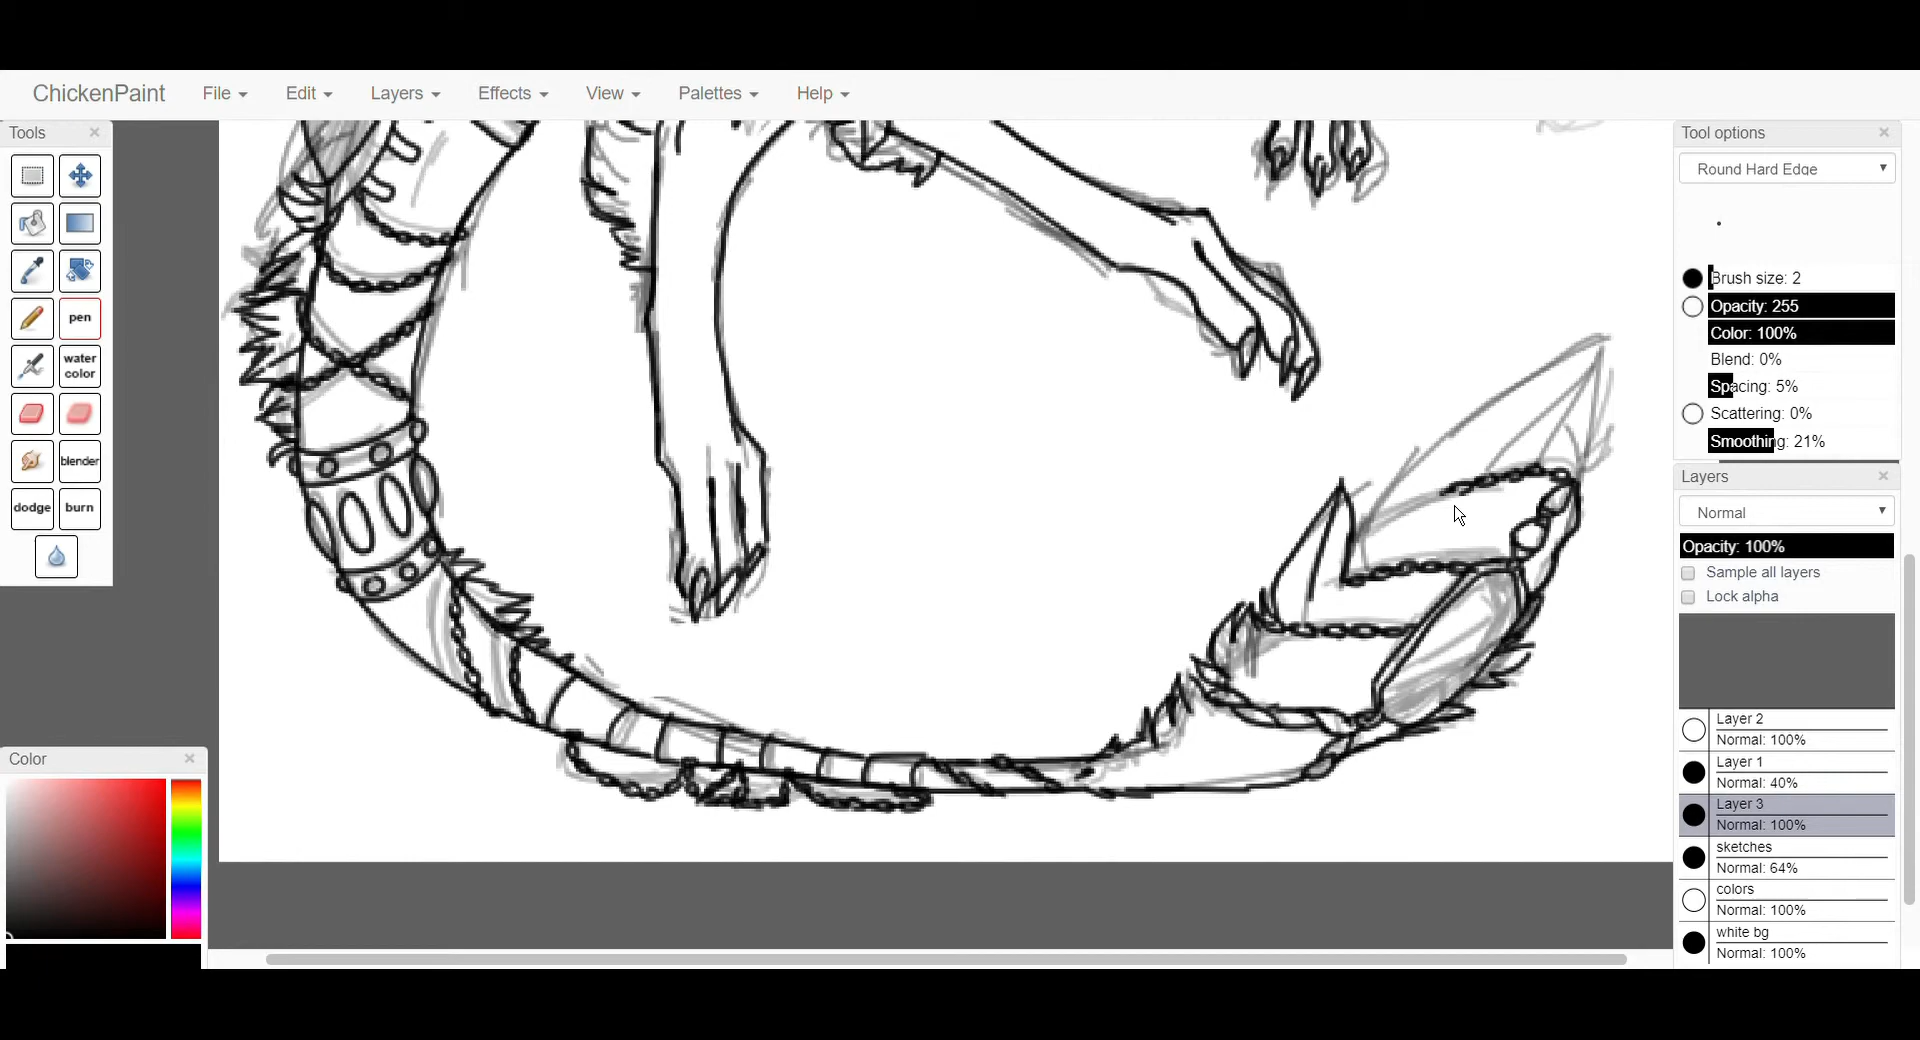 ChickenPaint File Edit Layers Effects View Palettes Help
Tools
pen
water
color
blender
dodge burn
Color
Tool options
Round Hard Edge
Brush size: 2
Opacity: 255
Color: 100%
Blend: 0%
Spacing: 5%
Scattering: 0%
Smoothing: 21%
Layers
Normal
Opacity: 100%
Sample all layers
Lock alpha
Layer 2
Normal: 100%
Layer 1
Normal: 40%
Layer 3
Normal: 100%
sketches
Normal: 64%
colors
Normal: 100%
white bg
Normal: 100%